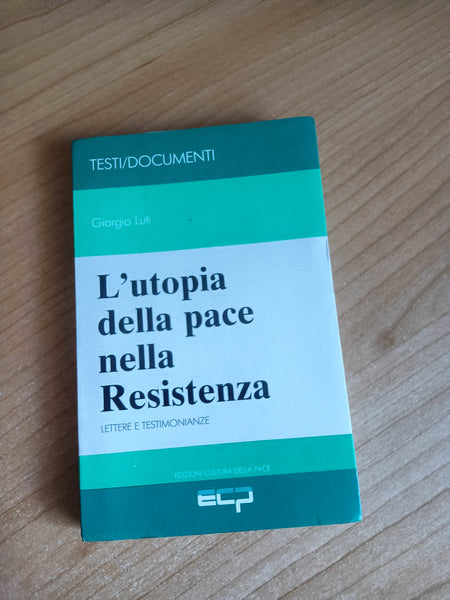 TESTI/DOCUMENTI
Giorgio Luti
L'utopia
della pace
nella
Resistenza
LETTERE E TESTIMONIANZE
EDIZIONI CULTURA DELLA PACE
ECP